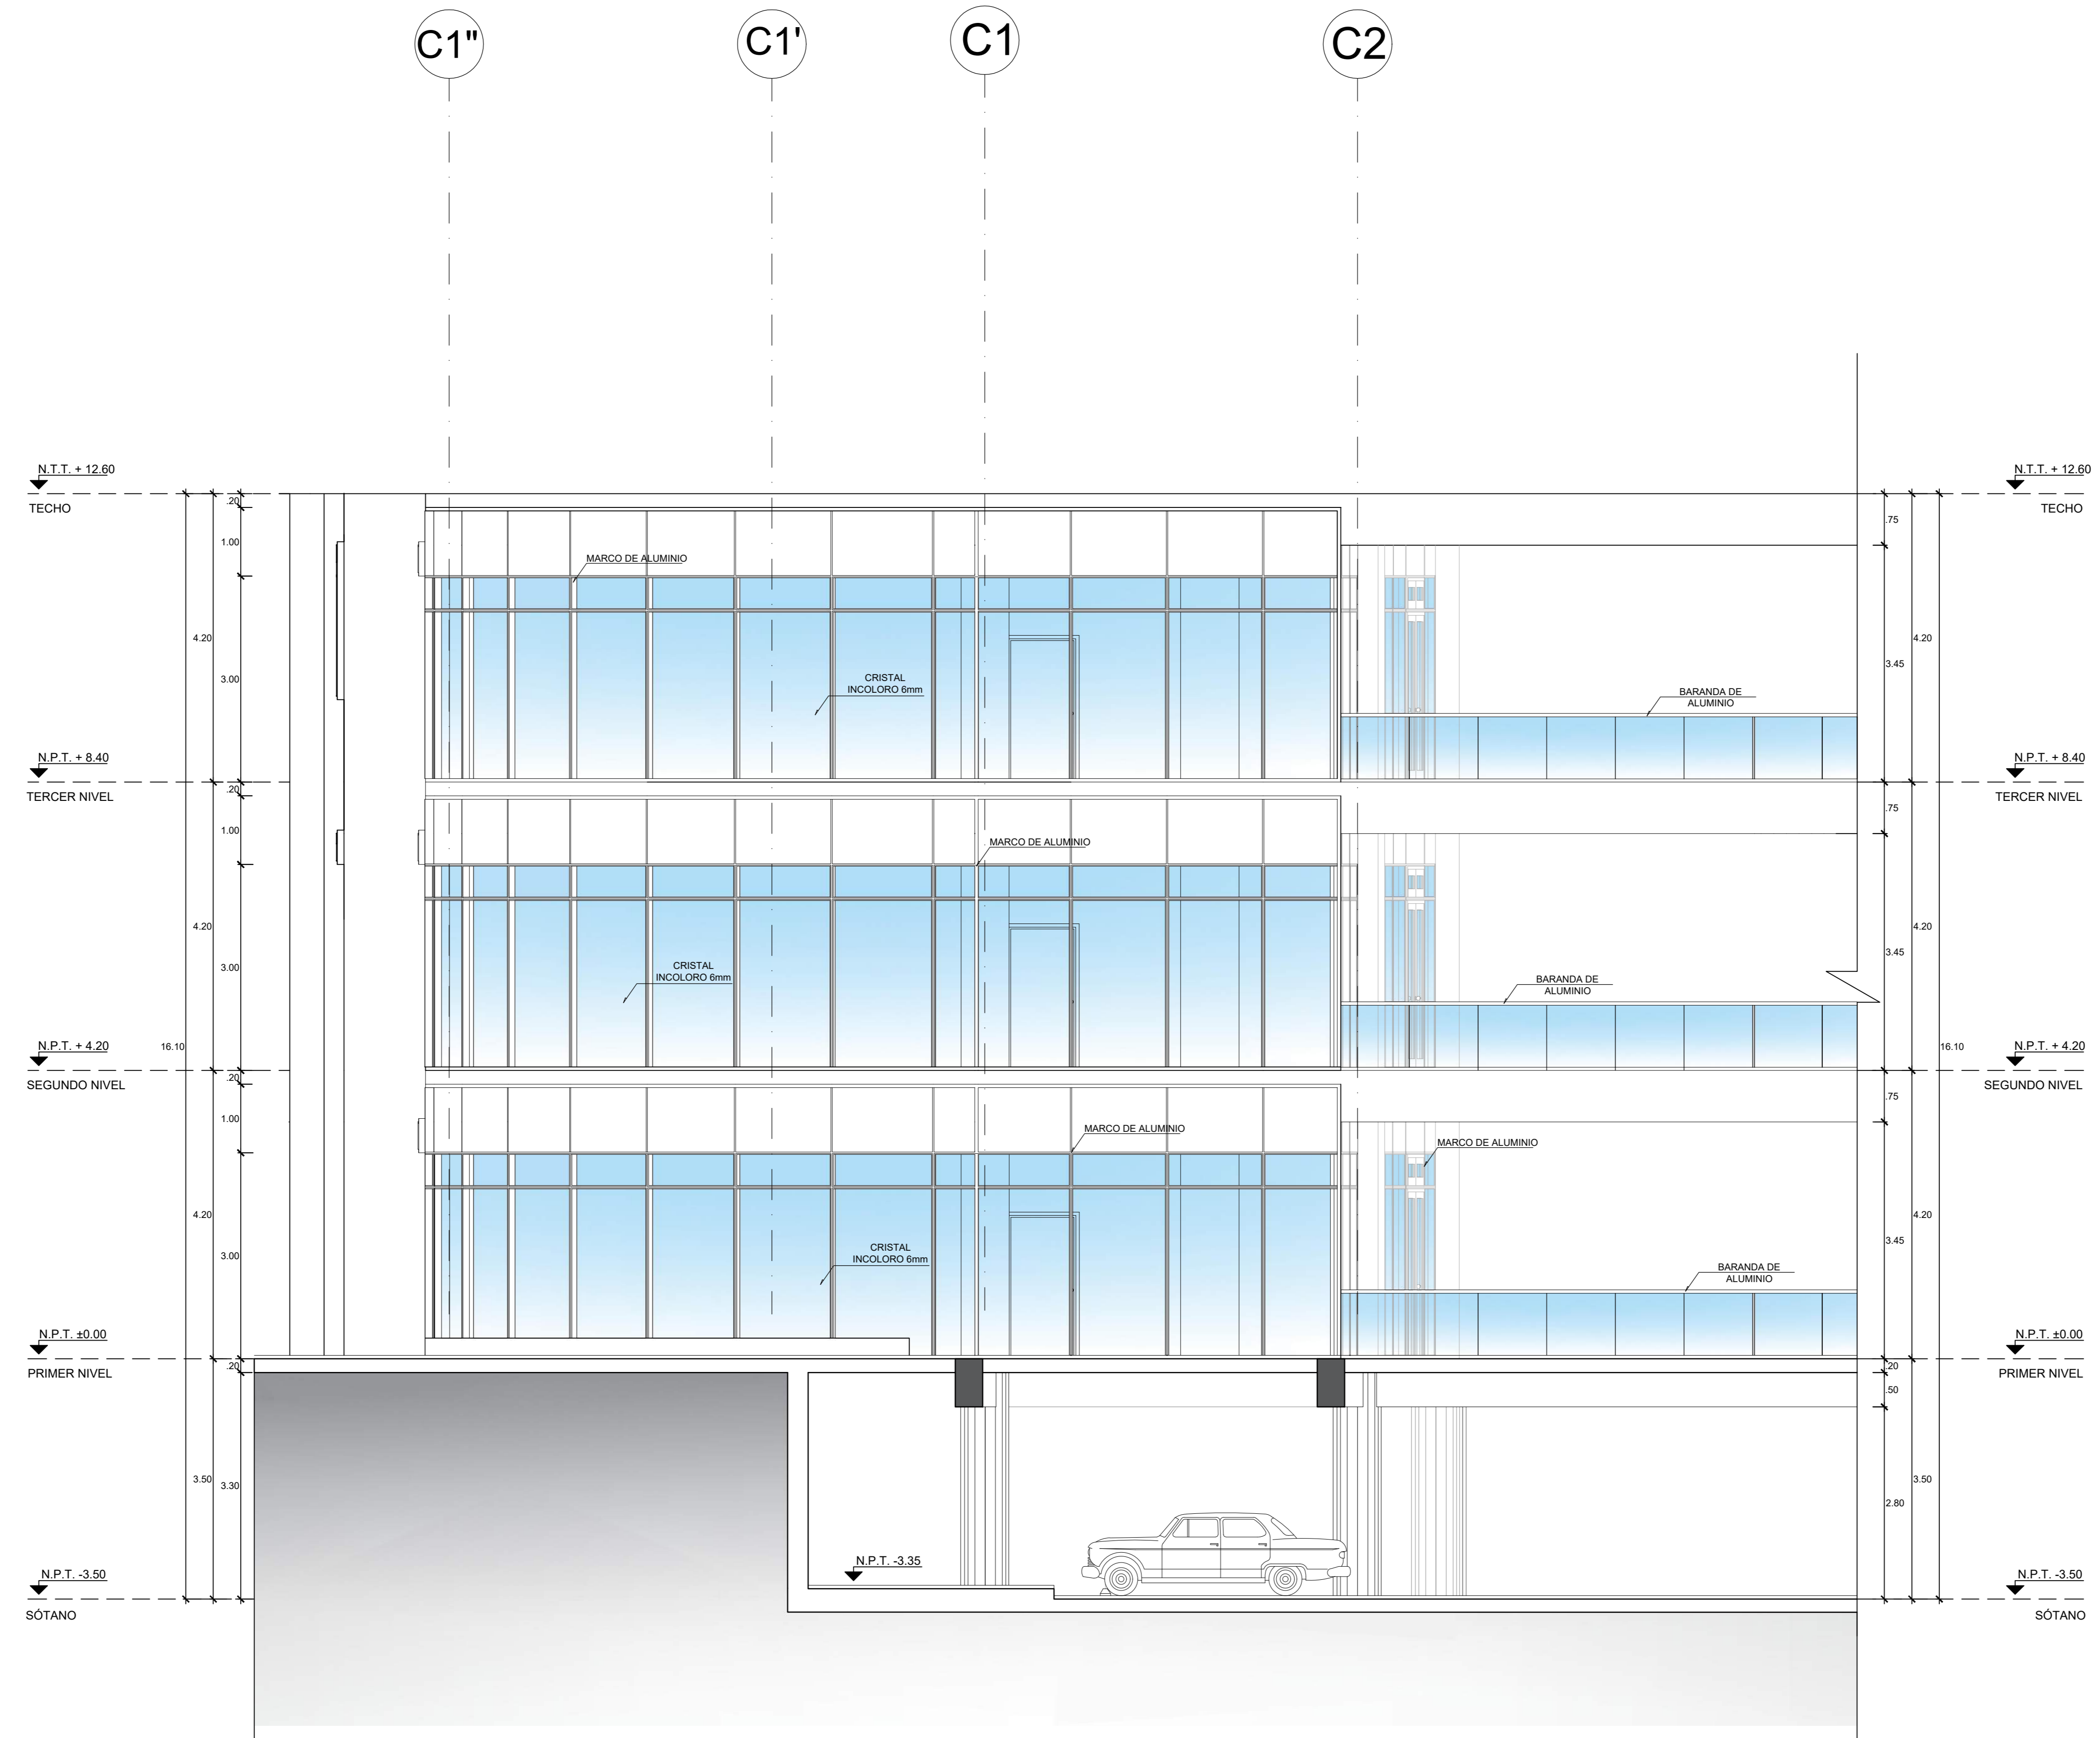 C1" C1' C1 C2
N.T.T. + 12.60
N.T.T. + 12.60
TECHO
.20
.75
TECHO
1.00
MARCO DE ALUMINIO
4.20
4.20
3.45
3.00
CRISTAL
INCOLORO 6mm
BARANDA DE
ALUMINIO
N.P.T. + 8.40
N.P.T. + 8.40
TERCER NIVEL
.20
.75
TERCER NIVEL
1.00
MARCO DE ALUMINIO
4.20
4.20
3.45
3.00
CRISTAL
INCOLORO 6mm
BARANDA DE
ALUMINIO
N.P.T. + 4.20
16.10
16.10
N.P.T. + 4.20
SEGUNDO NIVEL
.20
.75
SEGUNDO NIVEL
1.00
MARCO DE ALUMINIO
MARCO DE ALUMINIO
4.20
4.20
3.45
3.00
CRISTAL
INCOLORO 6mm
BARANDA DE
ALUMINIO
N.P.T. ±0.00
N.P.T. ±0.00
PRIMER NIVEL
.20
.20
PRIMER NIVEL
.50
3.50
3.30
3.50
2.80
N.P.T. -3.35
N.P.T. -3.50
N.P.T. -3.50
SÓTANO
SÓTANO